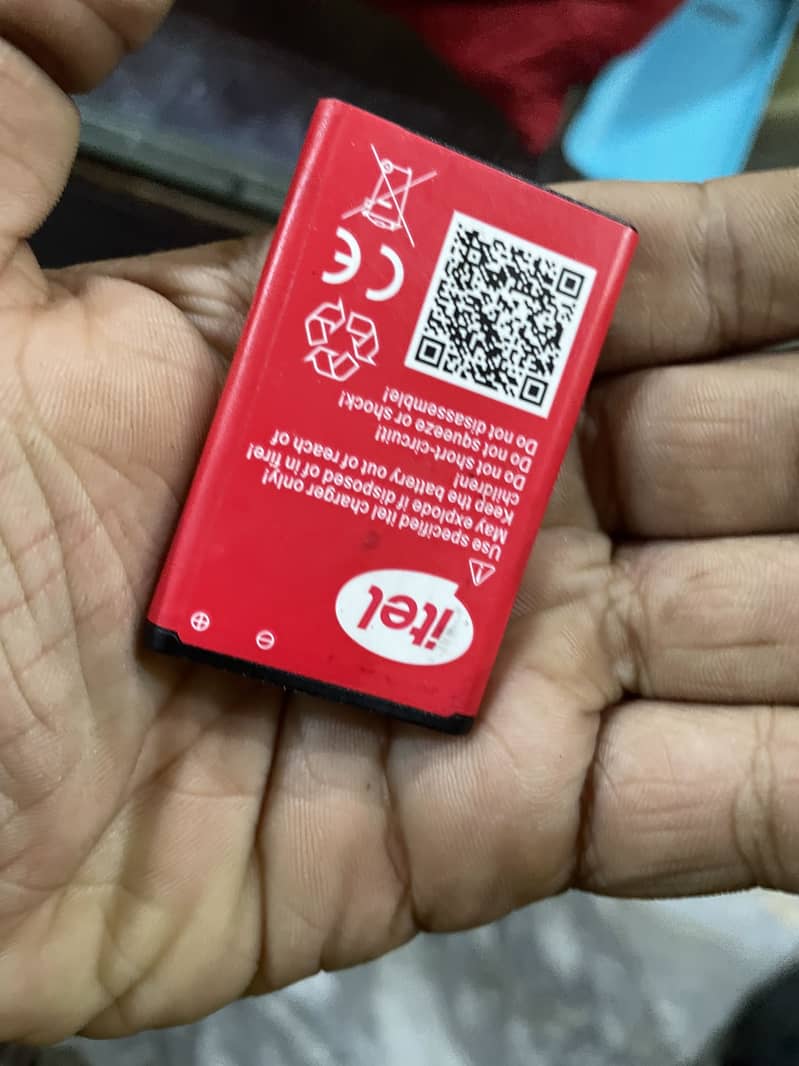 itel
Use specified itel charger only!
May explode if disposed of in fire!
Keep the battery out of reach of
children!
Do not short-circuit!
Do not squeeze or shock!
Do not disassemble!
CE